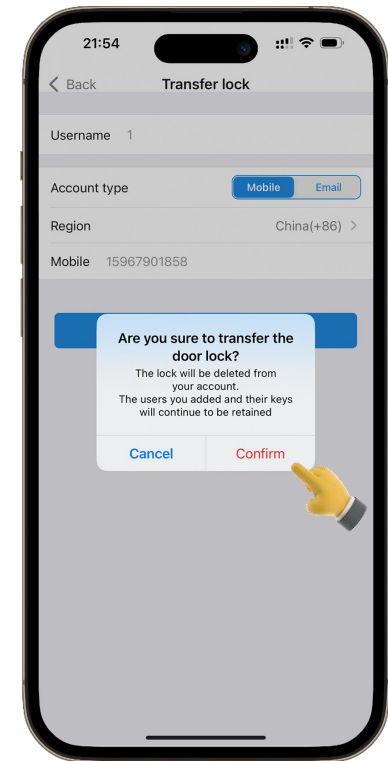 21:54
Back
Transfer lock
Username 1
Account type Mobile Email
Region China(+86)
Mobile 15967901858
Are you sure to transfer the
door lock?
The lock will be deleted from
your account.
The users you added and their keys
will continue to be retained
Cancel Confirm